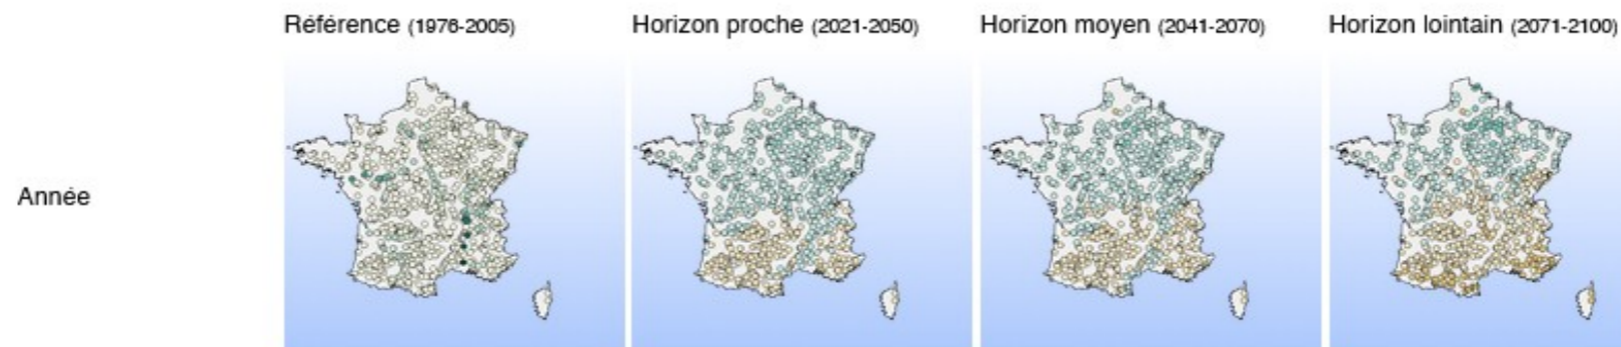 Référence (1976-2005)
Horizon proche (2021-2050)
Horizon moyen (2041-2070)
Horizon lointain (2071-2100)
Année